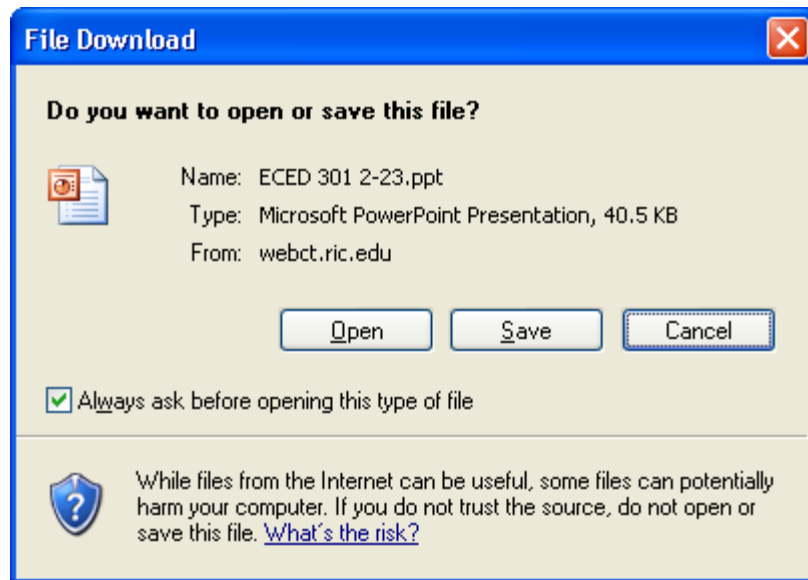 File Download
Do you want to open or save this file?
Name: ECED 301 2-23.ppt
Type: Microsoft PowerPoint Presentation, 40.5 KB
From: webct.ric.edu
Open Save Cancel
Always ask before opening this type of file
While files from the Internet can be useful, some files can potentially
harm your computer. If you do not trust the source, do not open or
save this file. What's the risk?